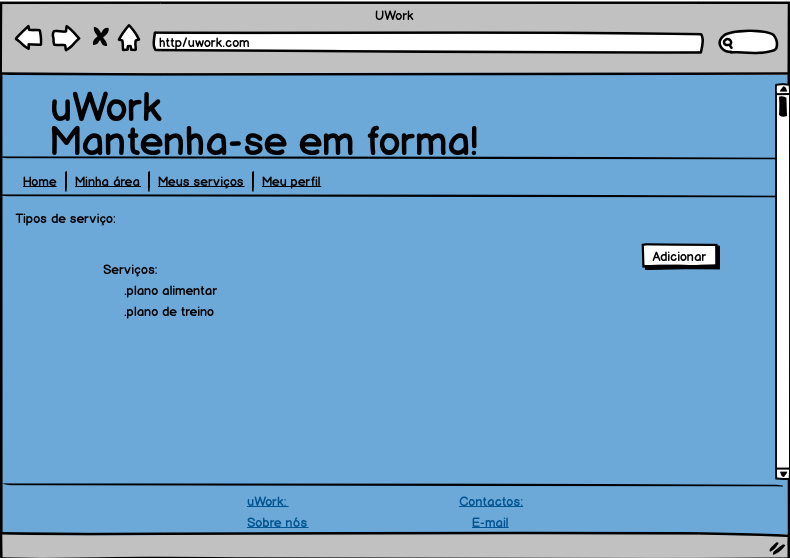 UWork
http/uwork.com
uWork
Mantenha-se em forma!
Home Minha área Meus serviços Meu perfil
Tipos de serviço:
Adicionar
Serviços:
.plano alimentar
.plano de treino
uWork: Contactos:
Sobre nós E-mail